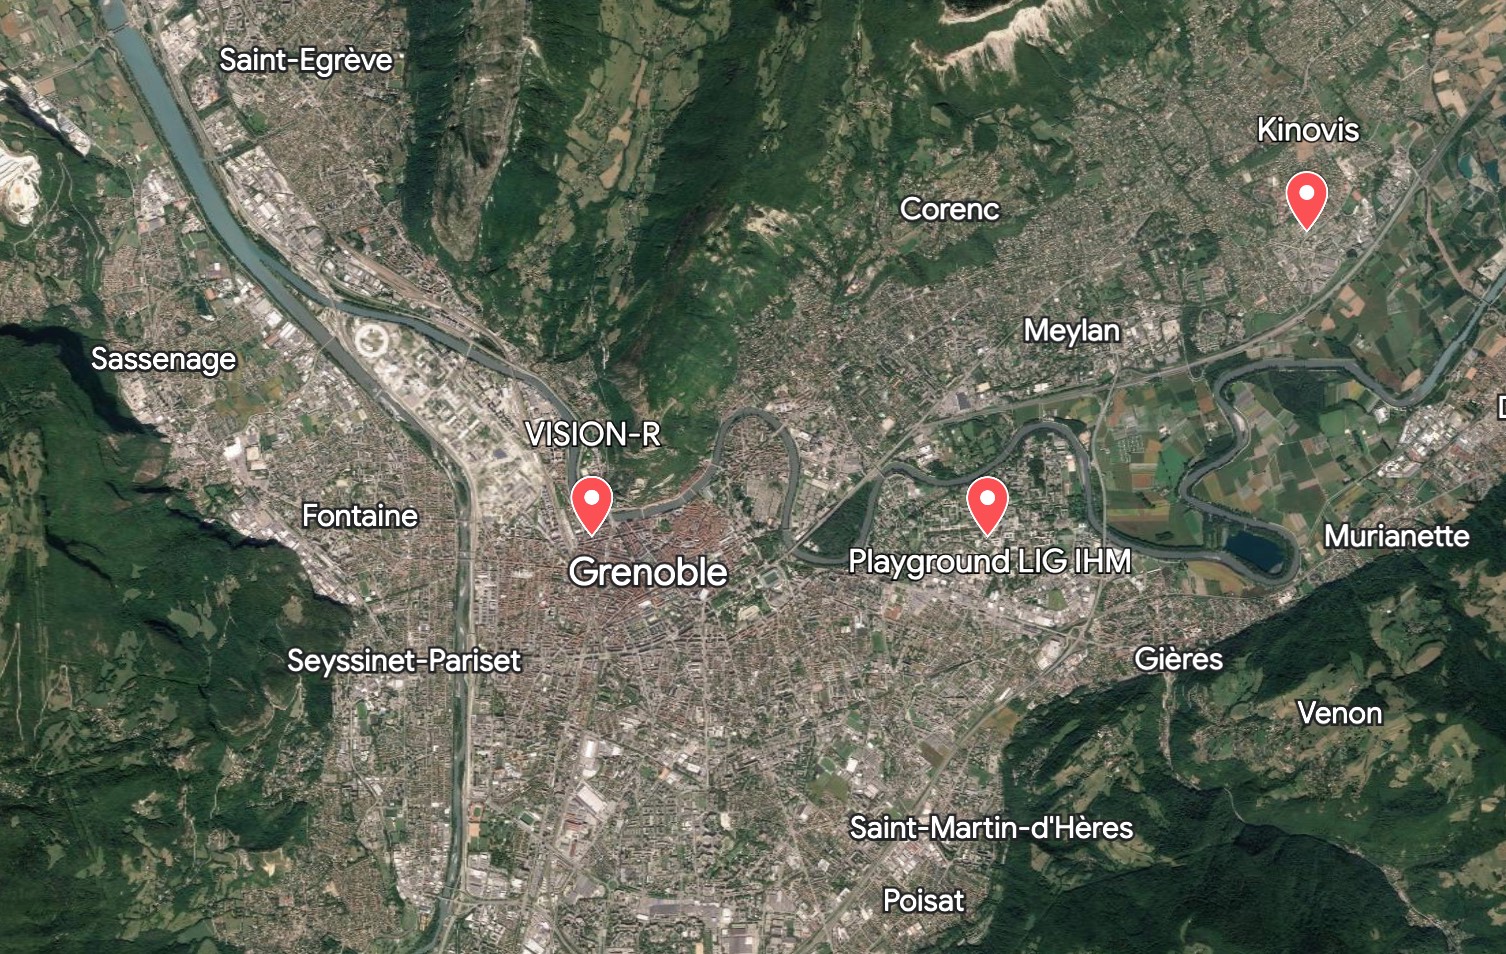 Saint-Egrève
Kinovis
Corenc
Meylan
Sassenage
VISION-R
Fontaine
Murianette
Playground LIG IHM
Grenoble
Seyssinet-Pariset
Gières
Venon
Saint-Martin-d'Hères
Poisat